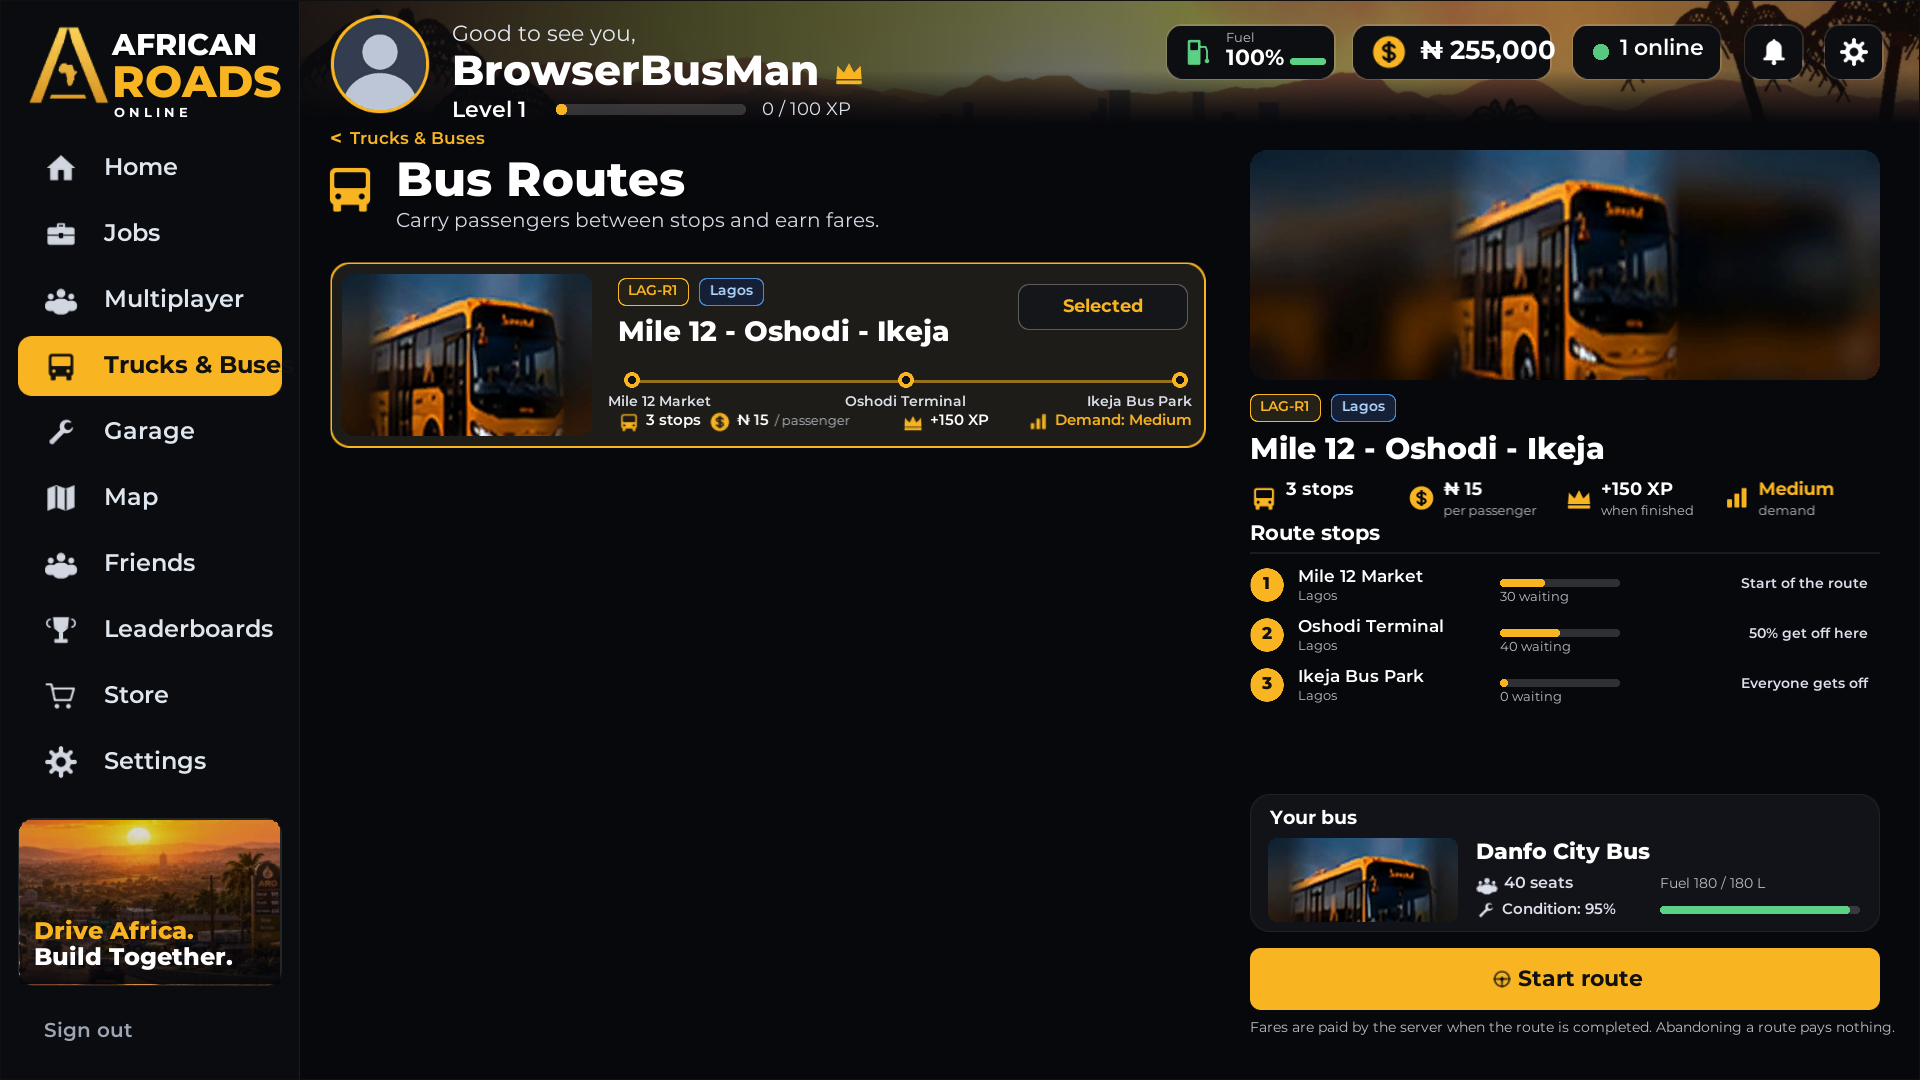 AFRICAN
ROADS
ONLINE
Home
Jobs
Multiplayer
Trucks & Buse
Garage
Map
Friends
Leaderboards
Store
Settings
Drive Africa.
Build Together.
Sign out
Good to see you,
BrowserBusMan
Level 1
0 / 100 XP
Fuel
100%
₦ 255,000
1 online
< Trucks & Buses
Bus Routes
Carry passengers between stops and earn fares.
LAG-R1
Lagos
Mile 12 - Oshodi - Ikeja
Selected
Mile 12 Market
Oshodi Terminal
Ikeja Bus Park
3 stops
₦ 15 / passenger
+150 XP
Demand: Medium
LAG-R1
Lagos
Mile 12 - Oshodi - Ikeja
3 stops
₦ 15
per passenger
+150 XP
when finished
Medium
demand
Route stops
1
Mile 12 Market
Lagos
30 waiting
Start of the route
2
Oshodi Terminal
Lagos
40 waiting
50% get off here
3
Ikeja Bus Park
Lagos
0 waiting
Everyone gets off
Your bus
Danfo City Bus
40 seats
Fuel 180 / 180 L
Condition: 95%
Start route
Fares are paid by the server when the route is completed. Abandoning a route pays nothing.